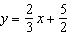 y = 2/3 x + 5/2